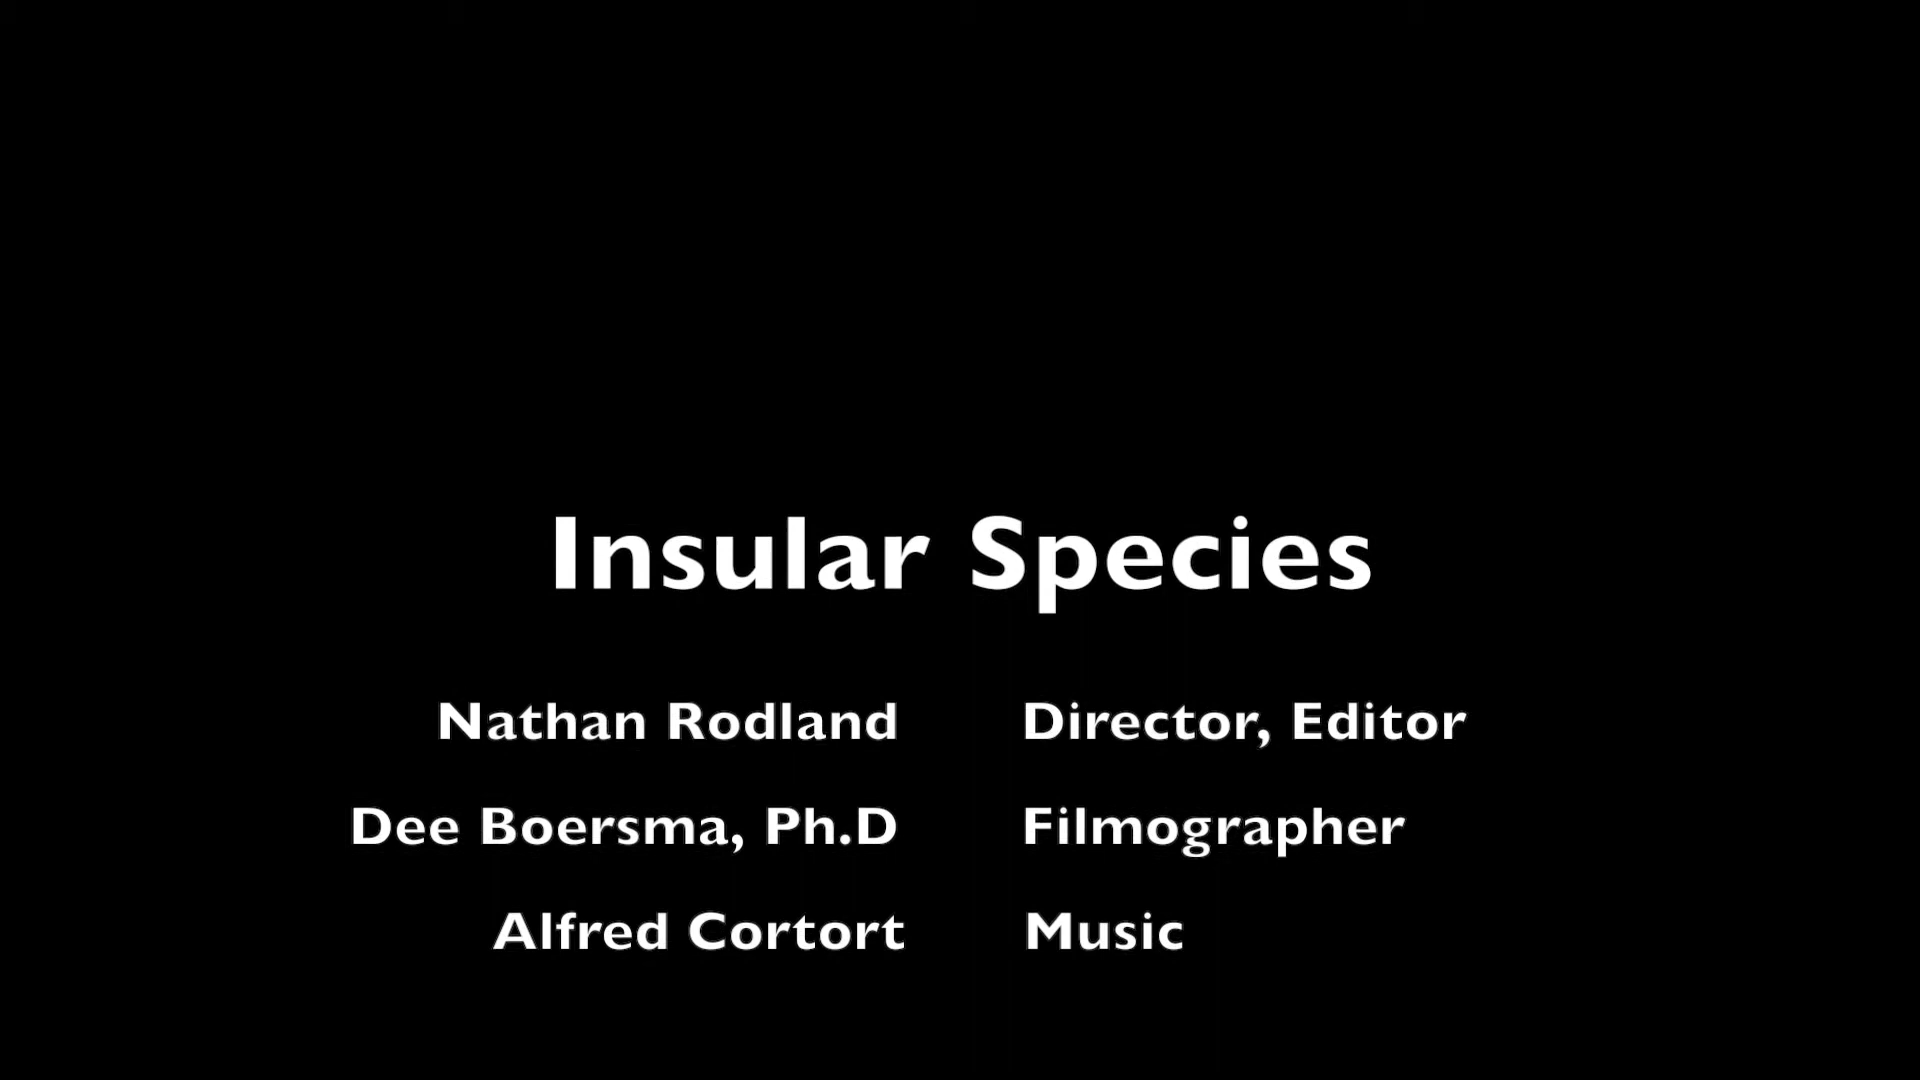 Insular Species
Nathan Rodland Director, Editor
Dee Boersma, Ph.D Filmographer
Alfred Cortort Music